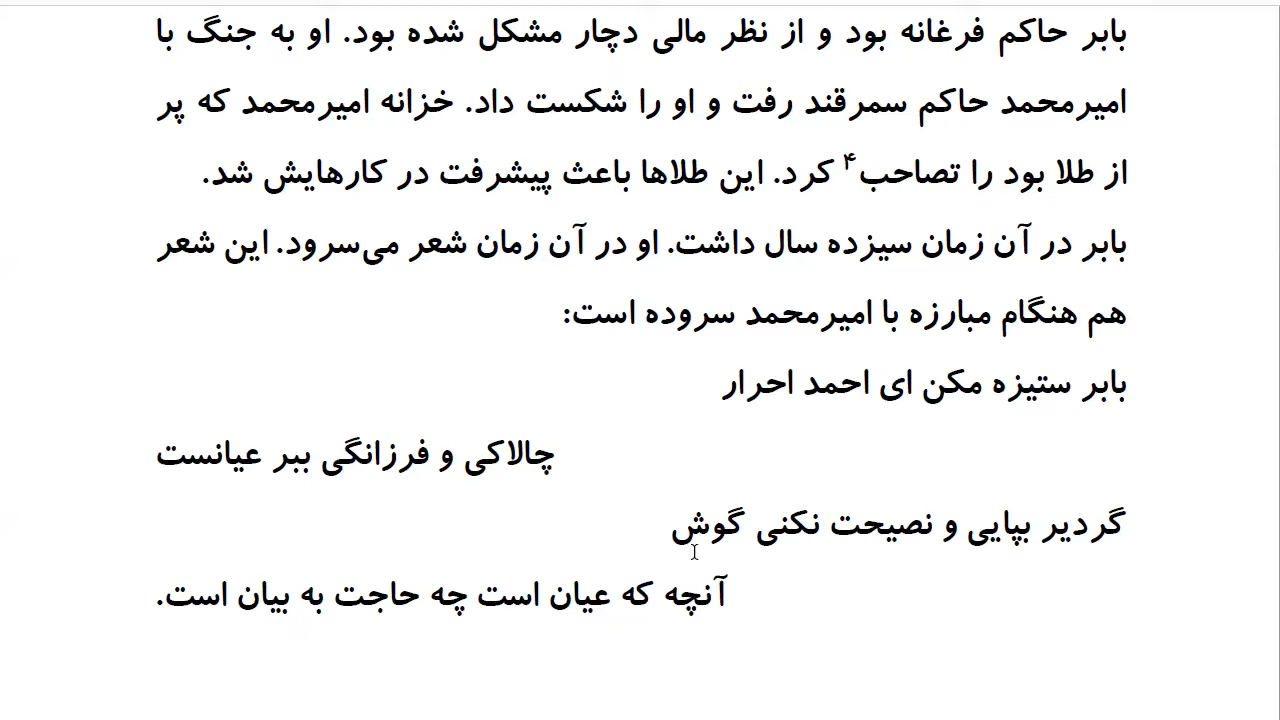 بابر حاکم فرغانه بود و از نظر مالی دچار مشکل شده بود. او به جنگ با
امیرمحمد حاکم سمرقند رفت و او را شکست داد. خزانه امیرمحمد که پر
از طلا بود را تصاحب۴ کرد. این طلاها باعث پیشرفت در کارهایش شد.
بابر در آن زمان سیزده سال داشت. او در آن زمان شعر می‌سرود. این شعر
هم هنگام مبارزه با امیرمحمد سروده است:
بابر ستیزه مکن ای احمد احرار
چالاکی و فرزانگی ببر عیانست
گردیر بپایی و نصیحت نکنی گوش
آنچه که عیان است چه حاجت به بیان است.